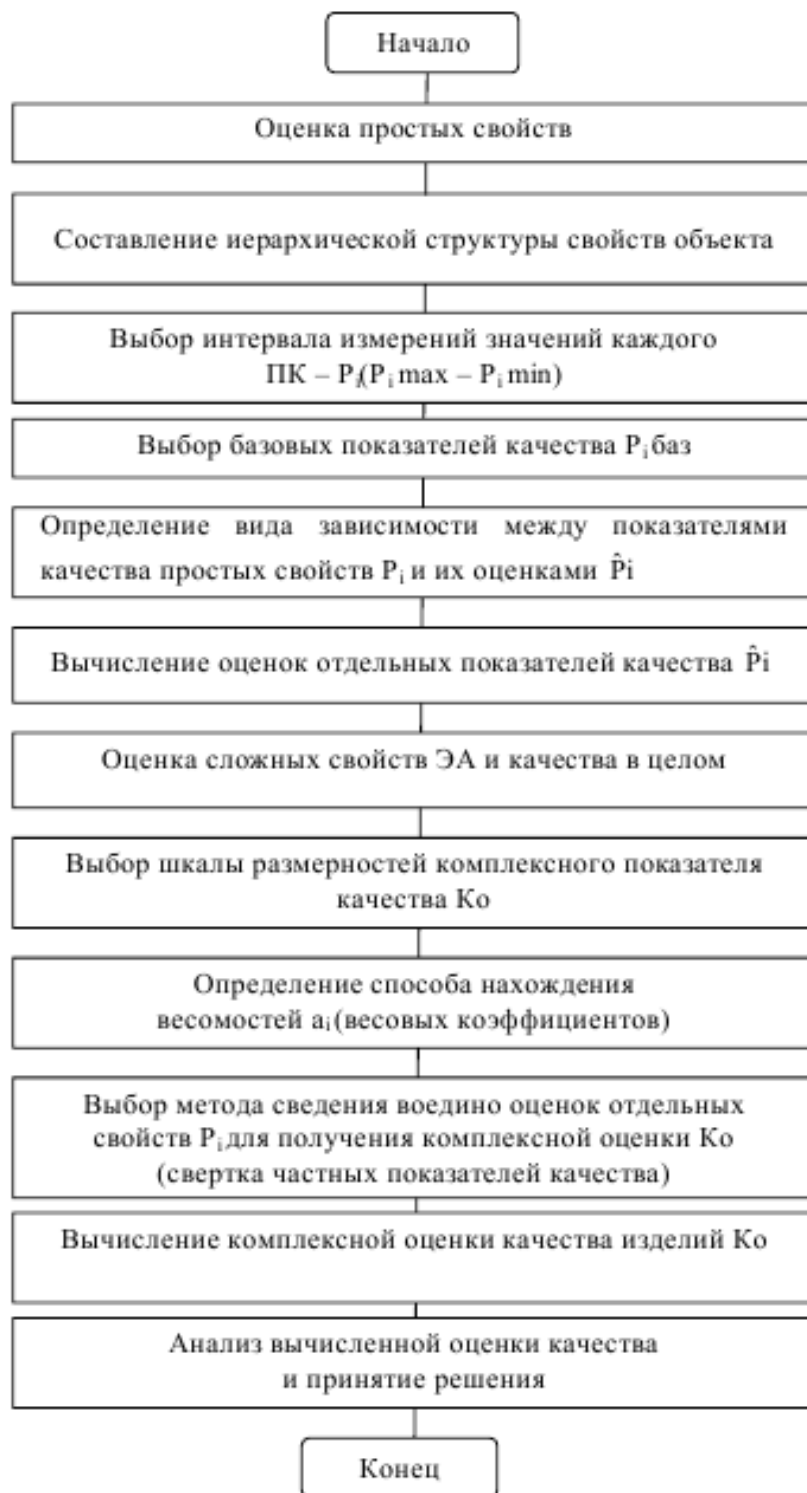 Начало
Оценка простых свойств
Составление иерархической структуры свойств объекта
Выбор интервала измерений значений каждого
ПК – Pᵢ(Pᵢ max – Pᵢ min)
Выбор базовых показателей качества Pᵢ баз
Определение вида зависимости между показателями
качества простых свойств Pᵢ и их оценками P̂i
Вычисление оценок отдельных показателей качества P̂i
Оценка сложных свойств ЭА и качества в целом
Выбор шкалы размерностей комплексного показателя
качества Ко
Определение способа нахождения
весомостей aᵢ (весовых коэффициентов)
Выбор метода сведения воедино оценок отдельных
свойств Pᵢ для получения комплексной оценки Ко
(свертка частных показателей качества)
Вычисление комплексной оценки качества изделий Ко
Анализ вычисленной оценки качества
и принятие решения
Конец